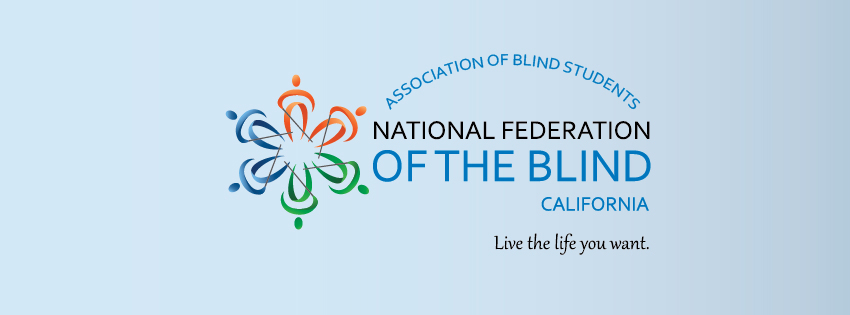 ASSOCIATION OF BLIND STUDENTS
NATIONAL FEDERATION
OF THE BLIND
CALIFORNIA
Live the life you want.